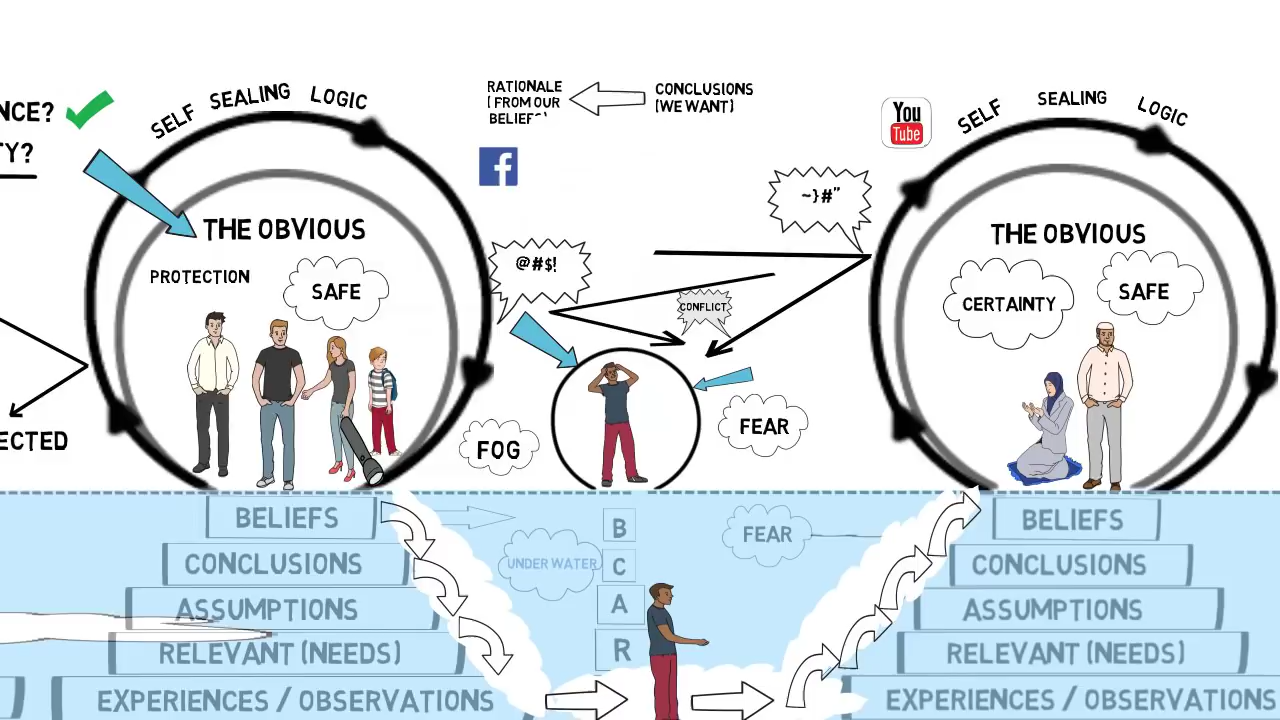 NCE?
TY?
ECTED
SELF SEALING LOGIC
THE OBVIOUS
PROTECTION
SAFE
RATIONALE
(FROM OUR
BELIEFS)
CONCLUSIONS
(WE WANT)
f
@#$!
~}#"
CONFLICT
FOG
FEAR
You
Tube
SELF SEALING LOGIC
THE OBVIOUS
CERTAINTY
SAFE
BELIEFS
CONCLUSIONS
ASSUMPTIONS
RELEVANT (NEEDS)
EXPERIENCES / OBSERVATIONS
UNDER WATER
B
C
A
R
FEAR
BELIEFS
CONCLUSIONS
ASSUMPTIONS
RELEVANT (NEEDS)
EXPERIENCES / OBSERVATIONS